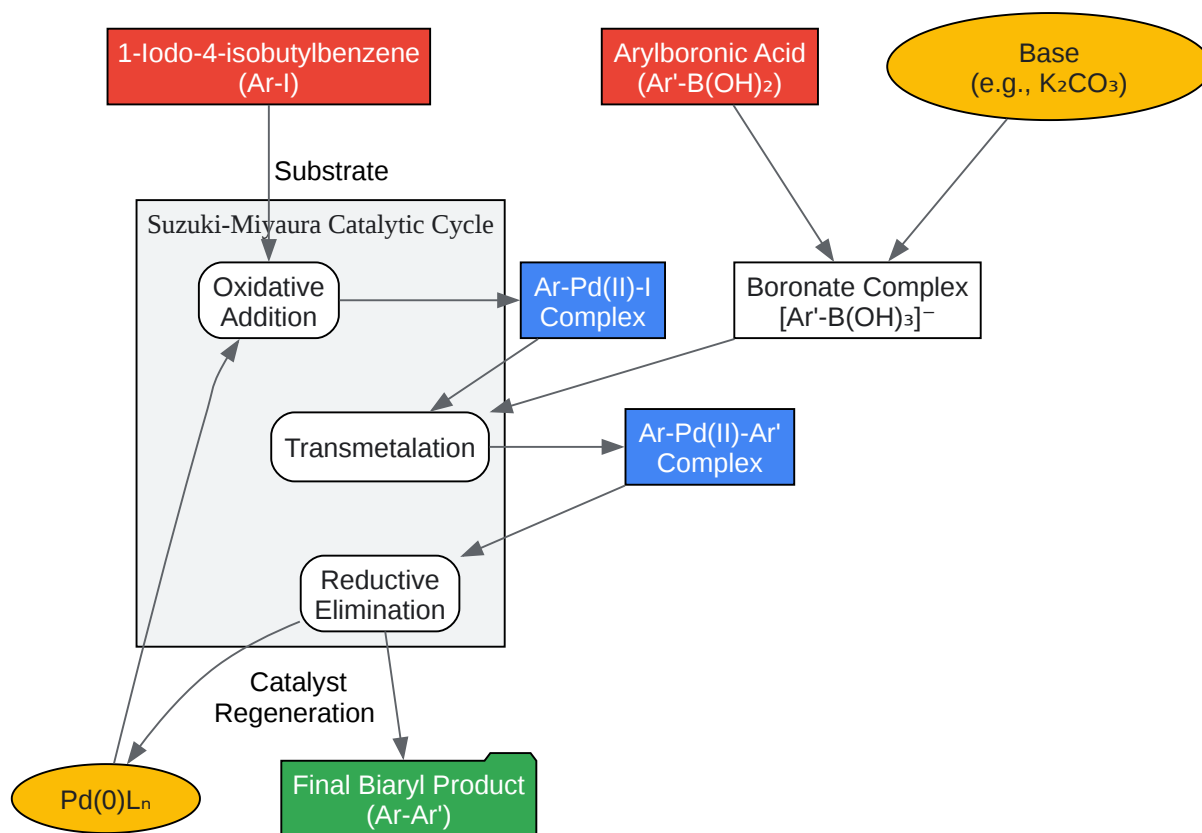 1-Iodo-4-isobutylbenzene
(Ar-I)
Arylboronic Acid
(Ar'-B(OH)₂)
Base
(e.g., K₂CO₃)
Substrate
Suzuki-Miyaura Catalytic Cycle
Oxidative
Addition
Ar-Pd(II)-I
Complex
Boronate Complex
[Ar'-B(OH)₃]⁻
Transmetalation
Ar-Pd(II)-Ar'
Complex
Reductive
Elimination
Catalyst
Regeneration
Pd(0)Lₙ
Final Biaryl Product
(Ar-Ar')